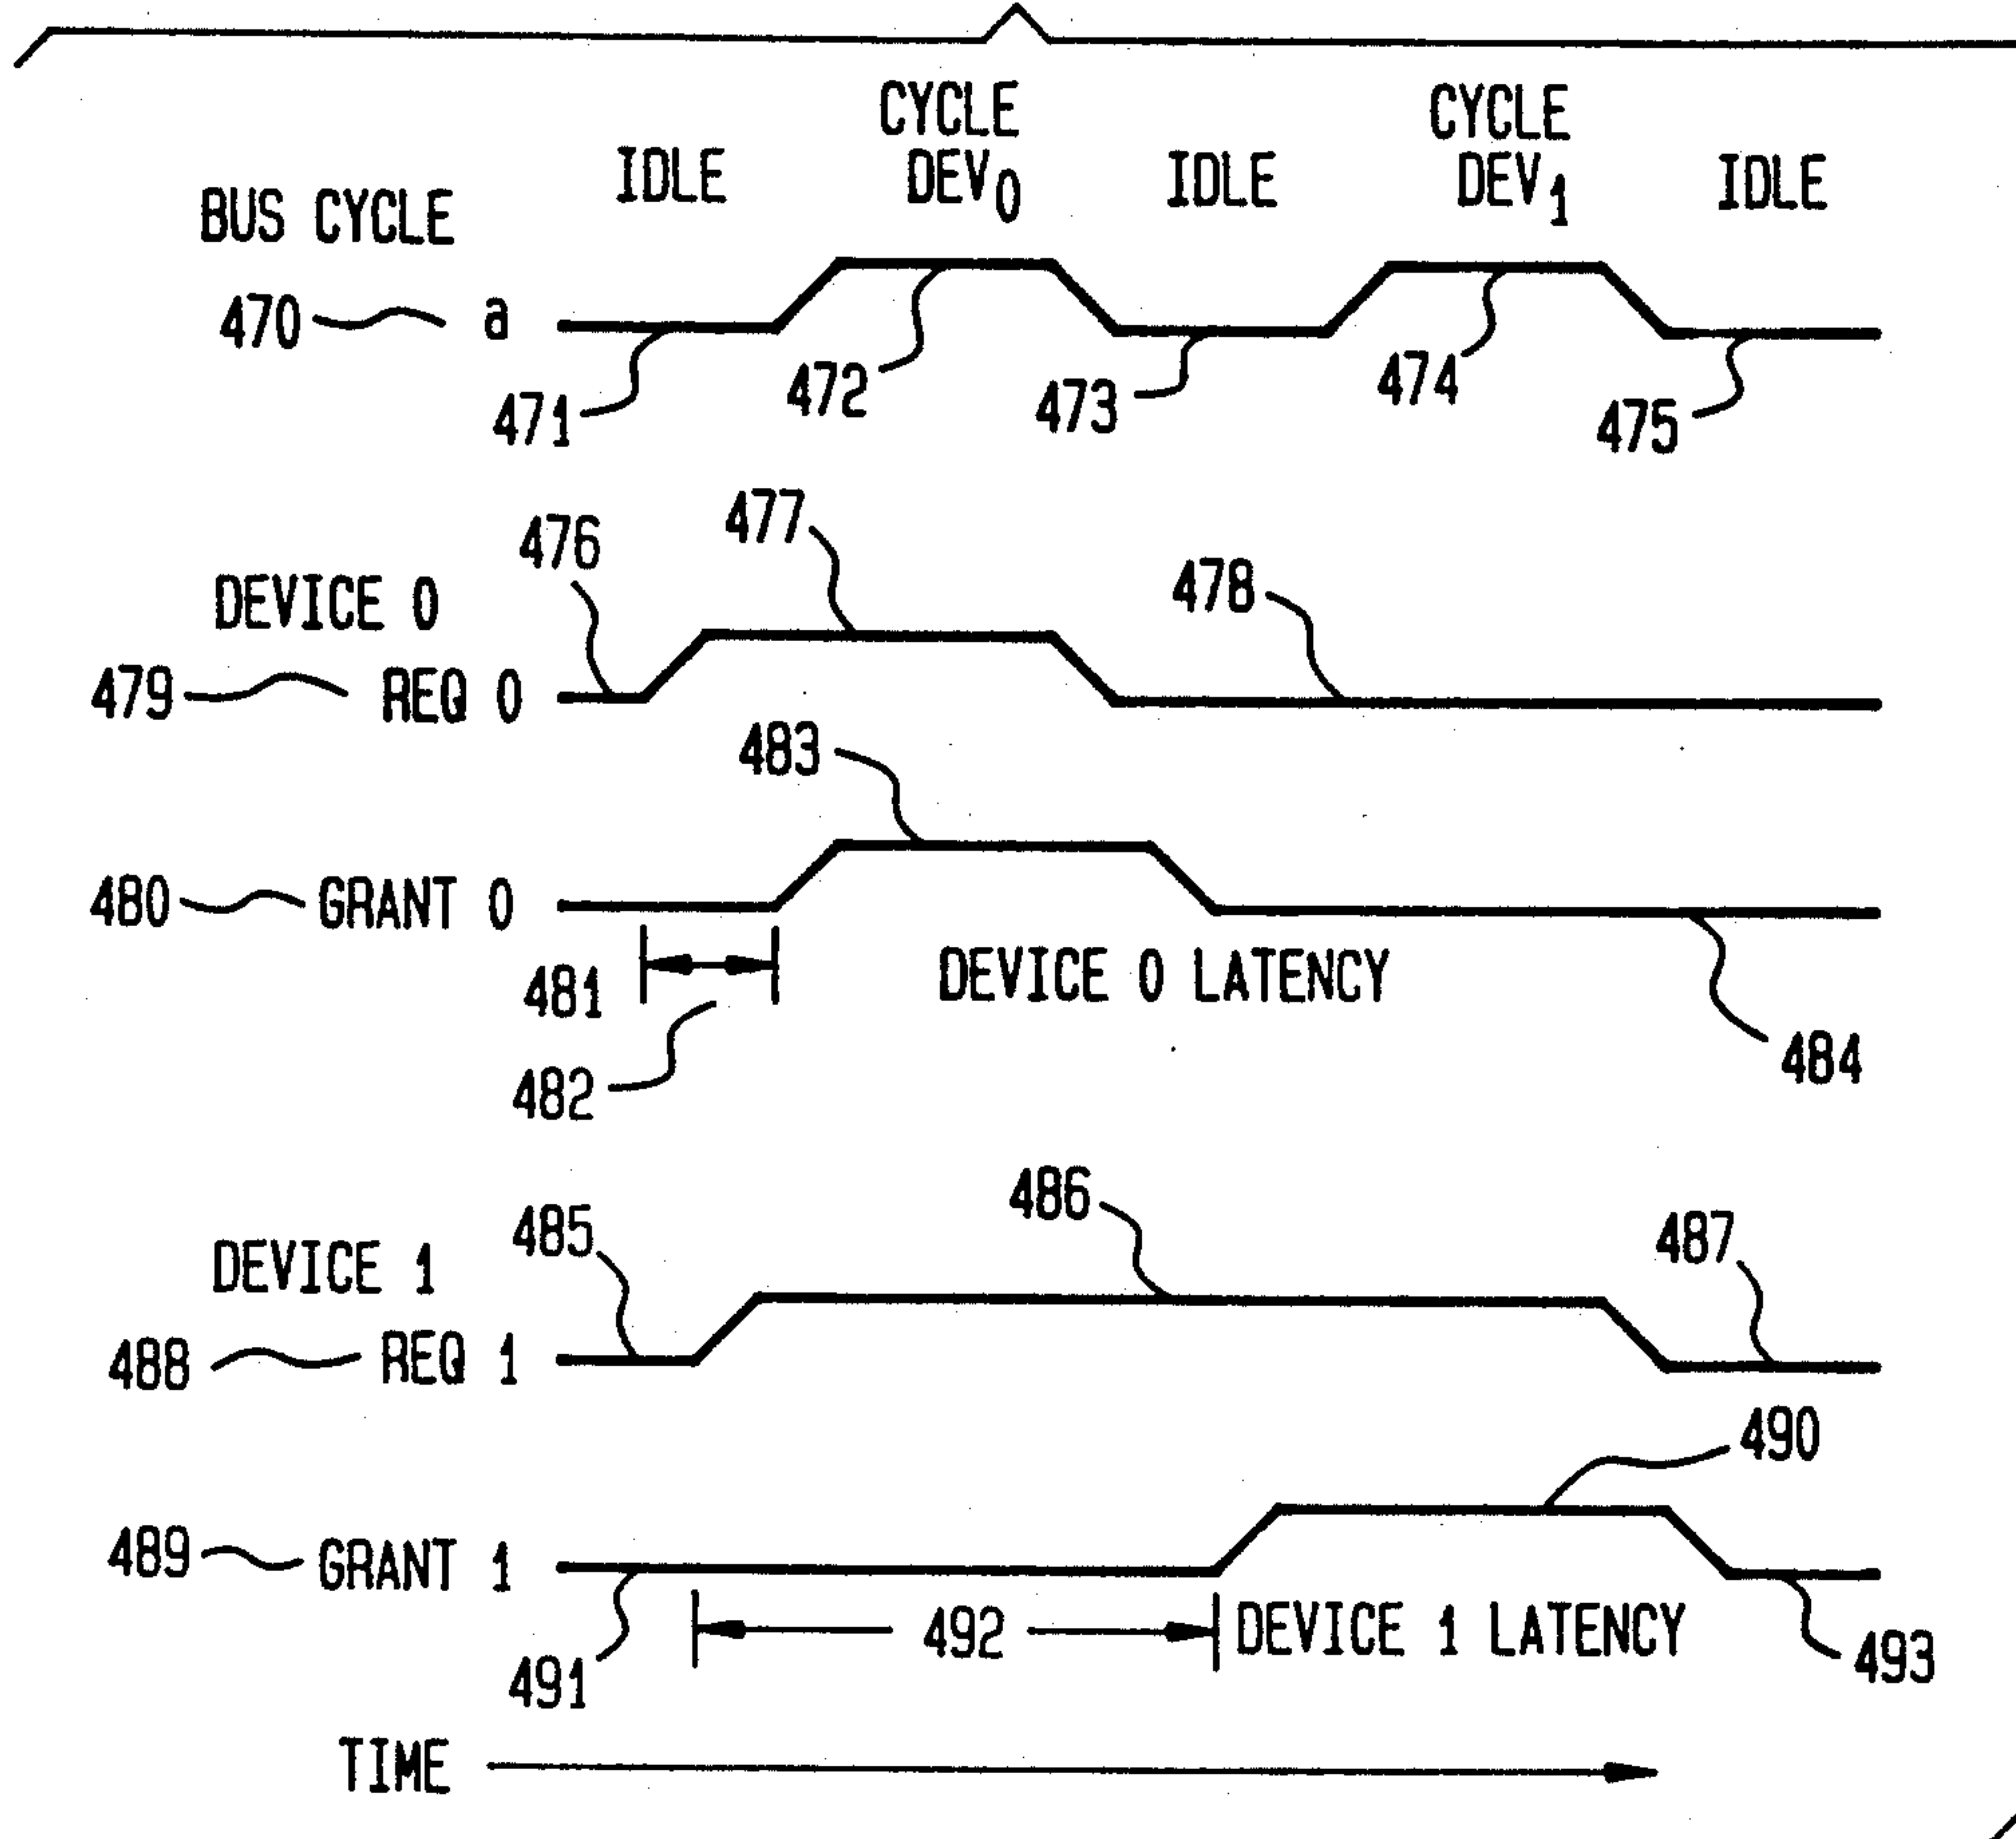 CYCLE CYCLE
IDLE DEV0 IDLE DEV1 IDLE
BUS CYCLE
470 a
471 472 473 474 475
476 477 478
DEVICE 0
479 REQ 0
483
480 GRANT 0
481 DEVICE 0 LATENCY
482 484
485 486 487
DEVICE 1
488 REQ 1
490
489 GRANT 1
491 492 DEVICE 1 LATENCY 493
TIME